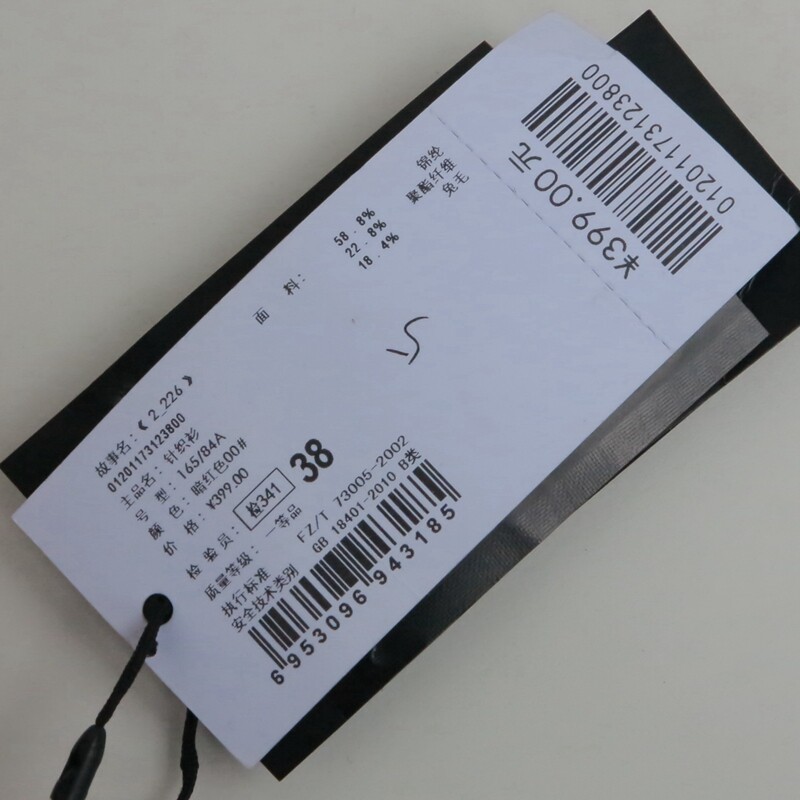 故事名：《 2_226 》
01201173123800
主品名：针织衫
号 型：165/84A
颜 色：暗红色00#
价 格：¥399.00
检 验 员：检341
38
质量等级：一等品
执行标准 FZ/T 73005-2002
安全技术类别 GB 18401-2010 B类
6 953096 943185
面 料：
58.8% 锦纶
22.8% 聚酯纤维
18.4% 兔毛
5
¥399.00元
01201173123800